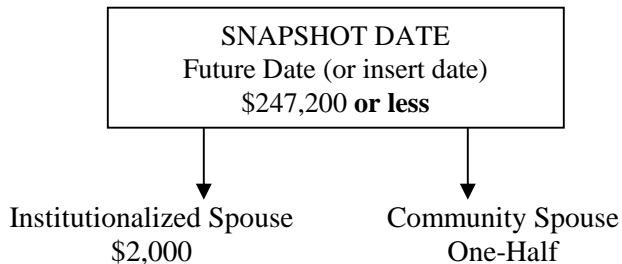 SNAPSHOT DATE
Future Date (or insert date)
$247,200 or less
Institutionalized Spouse
$2,000
Community Spouse
One-Half